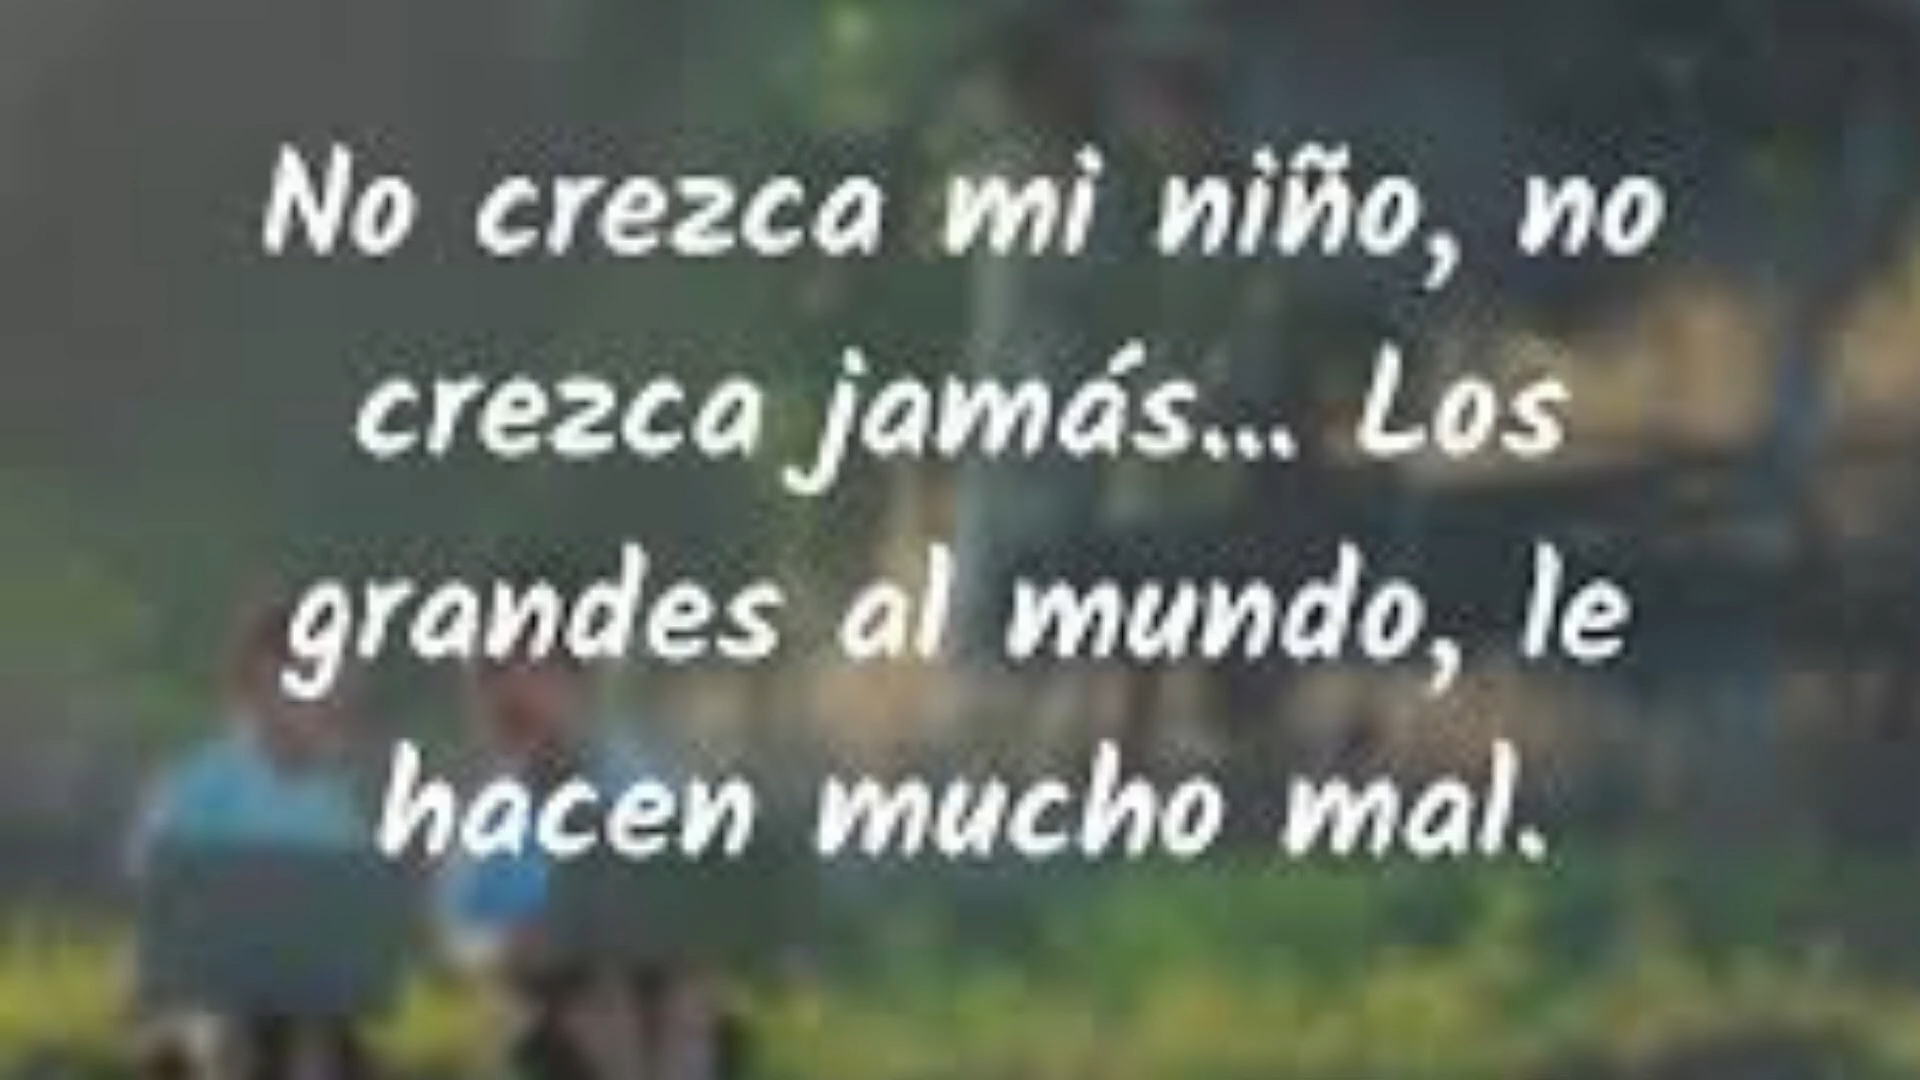 No crezca mi niño, no
crezca jamás... Los
grandes al mundo, le
hacen mucho mal.